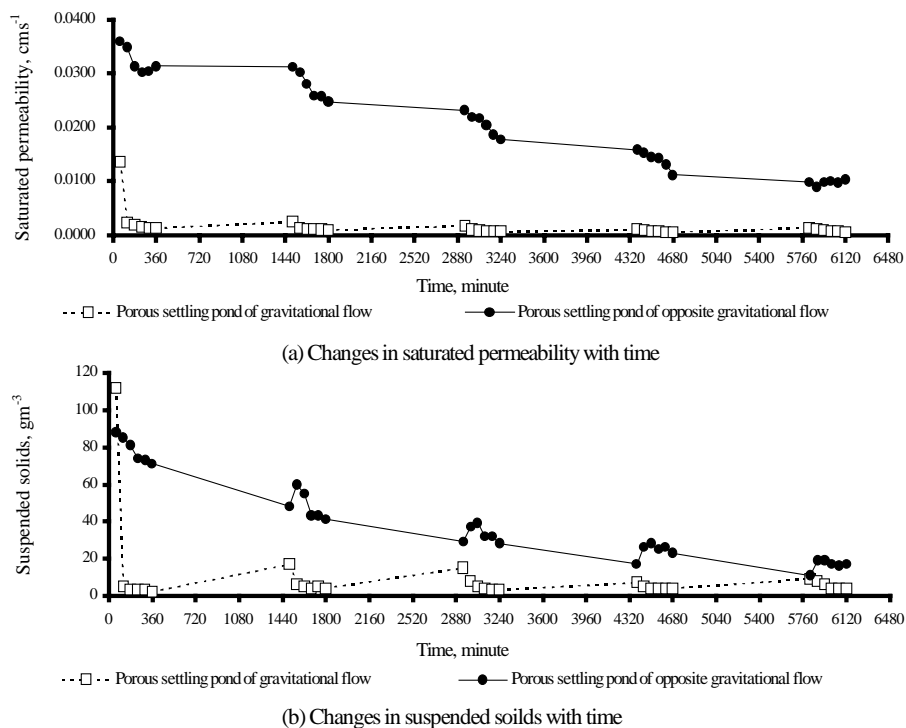 0.0400
0.0300
0.0200
0.0100
0.0000
Saturated permeability, cms⁻¹
0 360 720 1080 1440 1800 2160 2520 2880 3240 3600 3960 4320 4680 5040 5400 5760 6120 6480
Time, minute
Porous settling pond of gravitational flow Porous settling pond of opposite gravitational flow
(a) Changes in saturated permeability with time
120
100
80
60
40
20
0
Suspended solids, gm⁻³
0 360 720 1080 1440 1800 2160 2520 2880 3240 3600 3960 4320 4680 5040 5400 5760 6120 6480
Time, minute
Porous settling pond of gravitational flow Porous settling pond of opposite gravitational flow
(b) Changes in suspended soilds with time